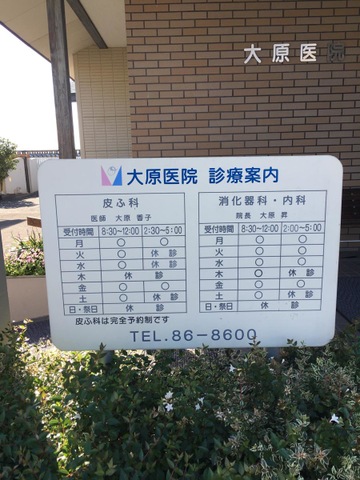 大原医院
大原医院 診療案内
皮ふ科
医師 大原 香子
受付時間 8:30~12:00 2:30~5:00
月 ○ ○
火 ○ 休診
水 ○ 休診
木 休診
金 ○ ○
土 ○ 休診
日・祭日 休診
皮ふ科は完全予約制です
消化器科・内科
院長 大原 昇
受付時間 8:30~12:00 2:00~5:00
月 ○ ○
火 ○ ○
水 ○ ○
木 ○ 休診
金 ○ ○
土 ○ ○
日・祭日 休診
TEL.86-8600